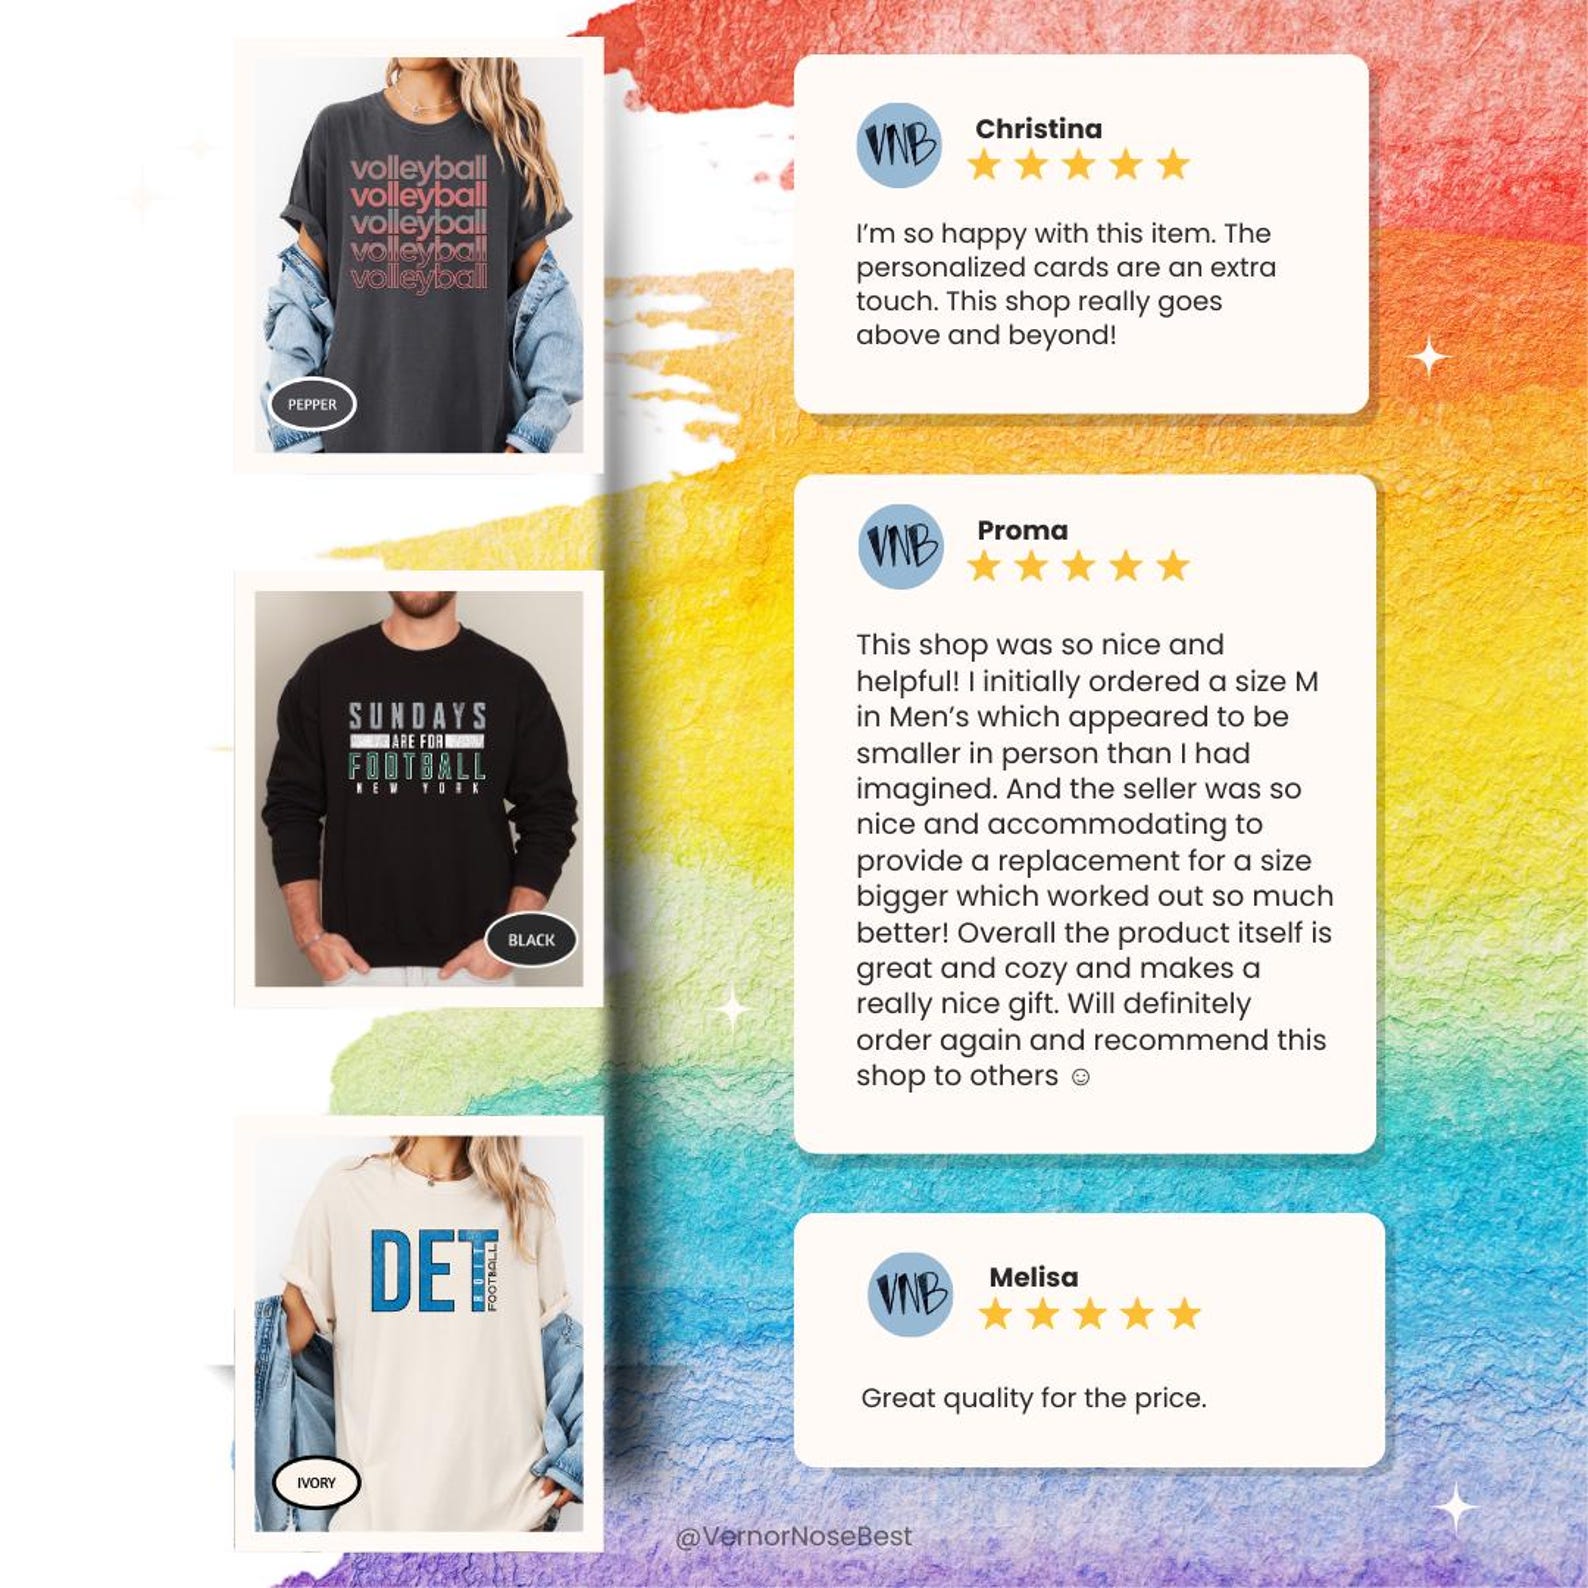 volleyball
volleyball
volleyball
volleyball
volleyball
PEPPER
VNB
Christina
I’m so happy with this item. The
personalized cards are an extra
touch. This shop really goes
above and beyond!
SUNDAYS
ARE FOR
FOOTBALL
NEW YORK
BLACK
VNB
Proma
This shop was so nice and
helpful! I initially ordered a size M
in Men’s which appeared to be
smaller in person than I had
imagined. And the seller was so
nice and accommodating to
provide a replacement for a size
bigger which worked out so much
better! Overall the product itself is
great and cozy and makes a
really nice gift. Will definitely
order again and recommend this
shop to others ☺
DET
ROIT
FOOTBALL
IVORY
VNB
Melisa
Great quality for the price.
@VernorNoseBest